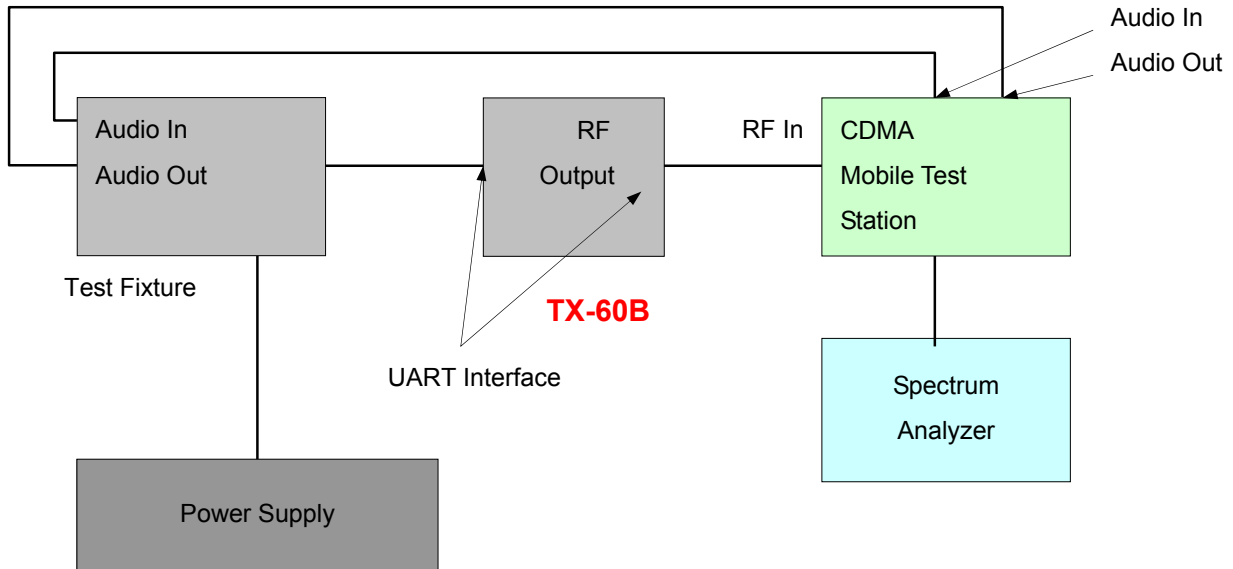 Audio In
Audio Out
Audio In
Audio Out
RF
Output
RF In
CDMA
Mobile Test
Station
Test Fixture
TX-60B
UART Interface
Spectrum
Analyzer
Power Supply